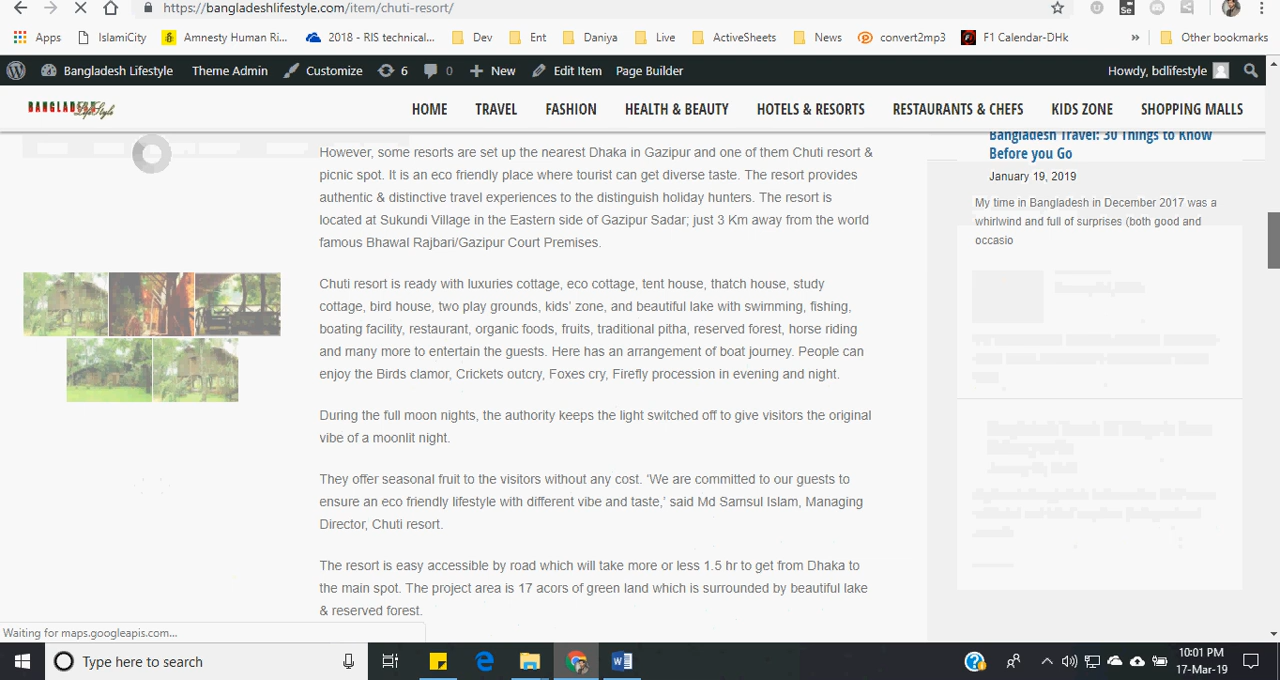 https://bangladeshlifestyle.com/item/chuti-resort/
Apps IslamiCity Amnesty Human Ri... 2018 - RIS technical... Dev Ent Daniya Live ActiveSheets News convert2mp3 F1 Calendar-DHk » Other bookmarks
Bangladesh Lifestyle Theme Admin Customize 6 0 New Edit Item Page Builder Howdy, bdlifestyle
BANGLADESH LifeStyle HOME TRAVEL FASHION HEALTH & BEAUTY HOTELS & RESORTS RESTAURANTS & CHEFS KIDS ZONE SHOPPING MALLS
However, some resorts are set up the nearest Dhaka in Gazipur and one of them Chuti resort &
picnic spot. It is an eco friendly place where tourist can get diverse taste. The resort provides
authentic & distinctive travel experiences to the distinguish holiday hunters. The resort is
located at Sukundi Village in the Eastern side of Gazipur Sadar; just 3 Km away from the world
famous Bhawal Rajbari/Gazipur Court Premises.
Chuti resort is ready with luxuries cottage, eco cottage, tent house, thatch house, study
cottage, bird house, two play grounds, kids' zone, and beautiful lake with swimming, fishing,
boating facility, restaurant, organic foods, fruits, traditional pitha, reserved forest, horse riding
and many more to entertain the guests. Here has an arrangement of boat journey. People can
enjoy the Birds clamor, Crickets outcry, Foxes cry, Firefly procession in evening and night.
During the full moon nights, the authority keeps the light switched off to give visitors the original
vibe of a moonlit night.
They offer seasonal fruit to the visitors without any cost. 'We are committed to our guests to
ensure an eco friendly lifestyle with different vibe and taste,' said Md Samsul Islam, Managing
Director, Chuti resort.
The resort is easy accessible by road which will take more or less 1.5 hr to get from Dhaka to
the main spot. The project area is 17 acors of green land which is surrounded by beautiful lake
& reserved forest.
Bangladesh Travel: 30 Things to Know
Before you Go
January 19, 2019
My time in Bangladesh in December 2017 was a
whirlwind and full of surprises (both good and
occasio
Waiting for maps.googleapis.com...
Type here to search
10:01 PM
17-Mar-19